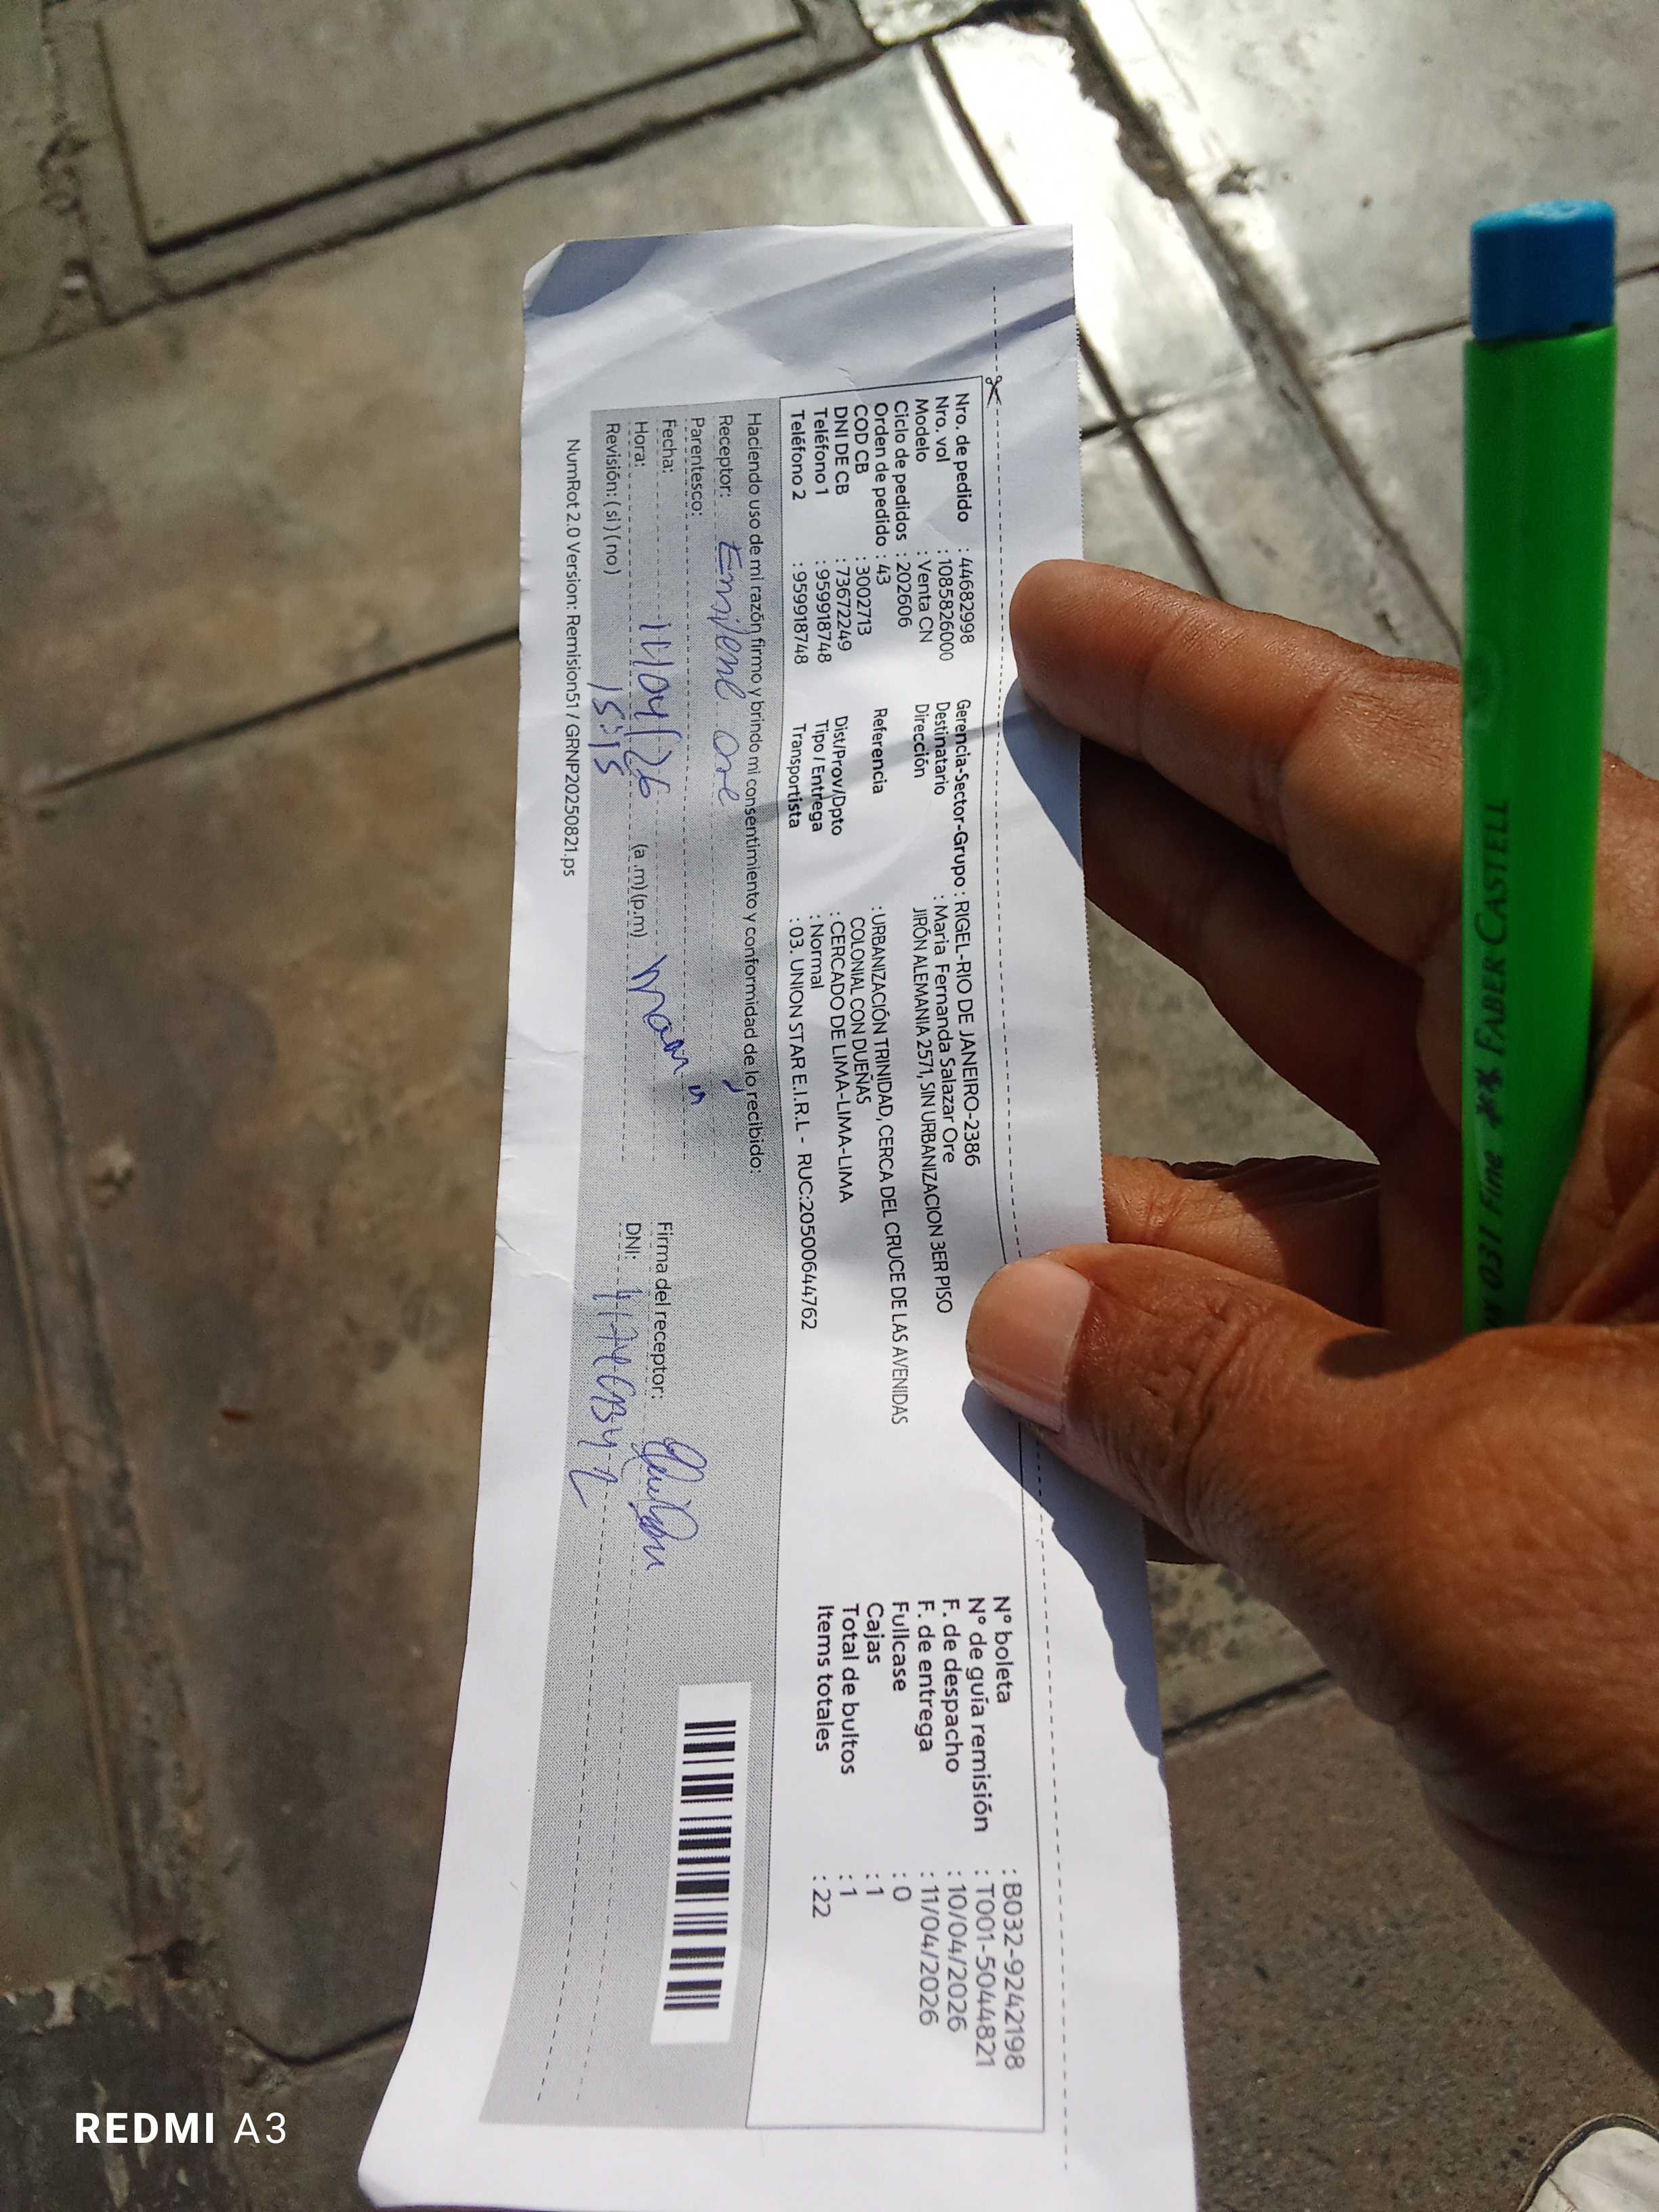 Nro. de pedido : 44682998
Nro. vol : 1085826000
Modelo : Venta CN
Ciclo de pedidos : 202606
Orden de pedido : 43
COD CB : 3002713
DNI DE CB : 73672249
Teléfono 1 : 959918748
Teléfono 2 : 959918748
Gerencia-Sector-Grupo : RIGEL-RIO DE JANEIRO-2386
Destinatario : Maria Fernanda Salazar Ore
Dirección JIRÓN ALEMANIA 2571, SIN URBANIZACION 3ER PISO
Referencia : URBANIZACIÓN TRINIDAD, CERCA DEL CRUCE DE LAS AVENIDAS
COLONIAL CON DUEÑAS
Dist/Prov/Dpto : CERCADO DE LIMA-LIMA-LIMA
Tipo / Entrega : Normal
Transportista : 03. UNION STAR E.I.R.L - RUC:20500644762
N° boleta : B032-9242198
N° de guía remisión : T001-5044821
F. de despacho : 10/04/2026
F. de entrega : 11/04/2026
Fullcase : 0
Cajas : 1
Total de bultos : 1
Items totales : 22
Haciendo uso de mi razón firmo y brindo mi consentimiento y conformidad de lo recibido:
Receptor: Ore
Parentesco:
Fecha: 11/04/26
Hora: 15:15 (a .m) (p.m)
Revisión: ( si ) ( no )
Firma del receptor:
DNI:
NumRot 2.0 Version: Remision51 / GRNP20250821.ps
FABER CASTELL
031 Fine
REDMI A3